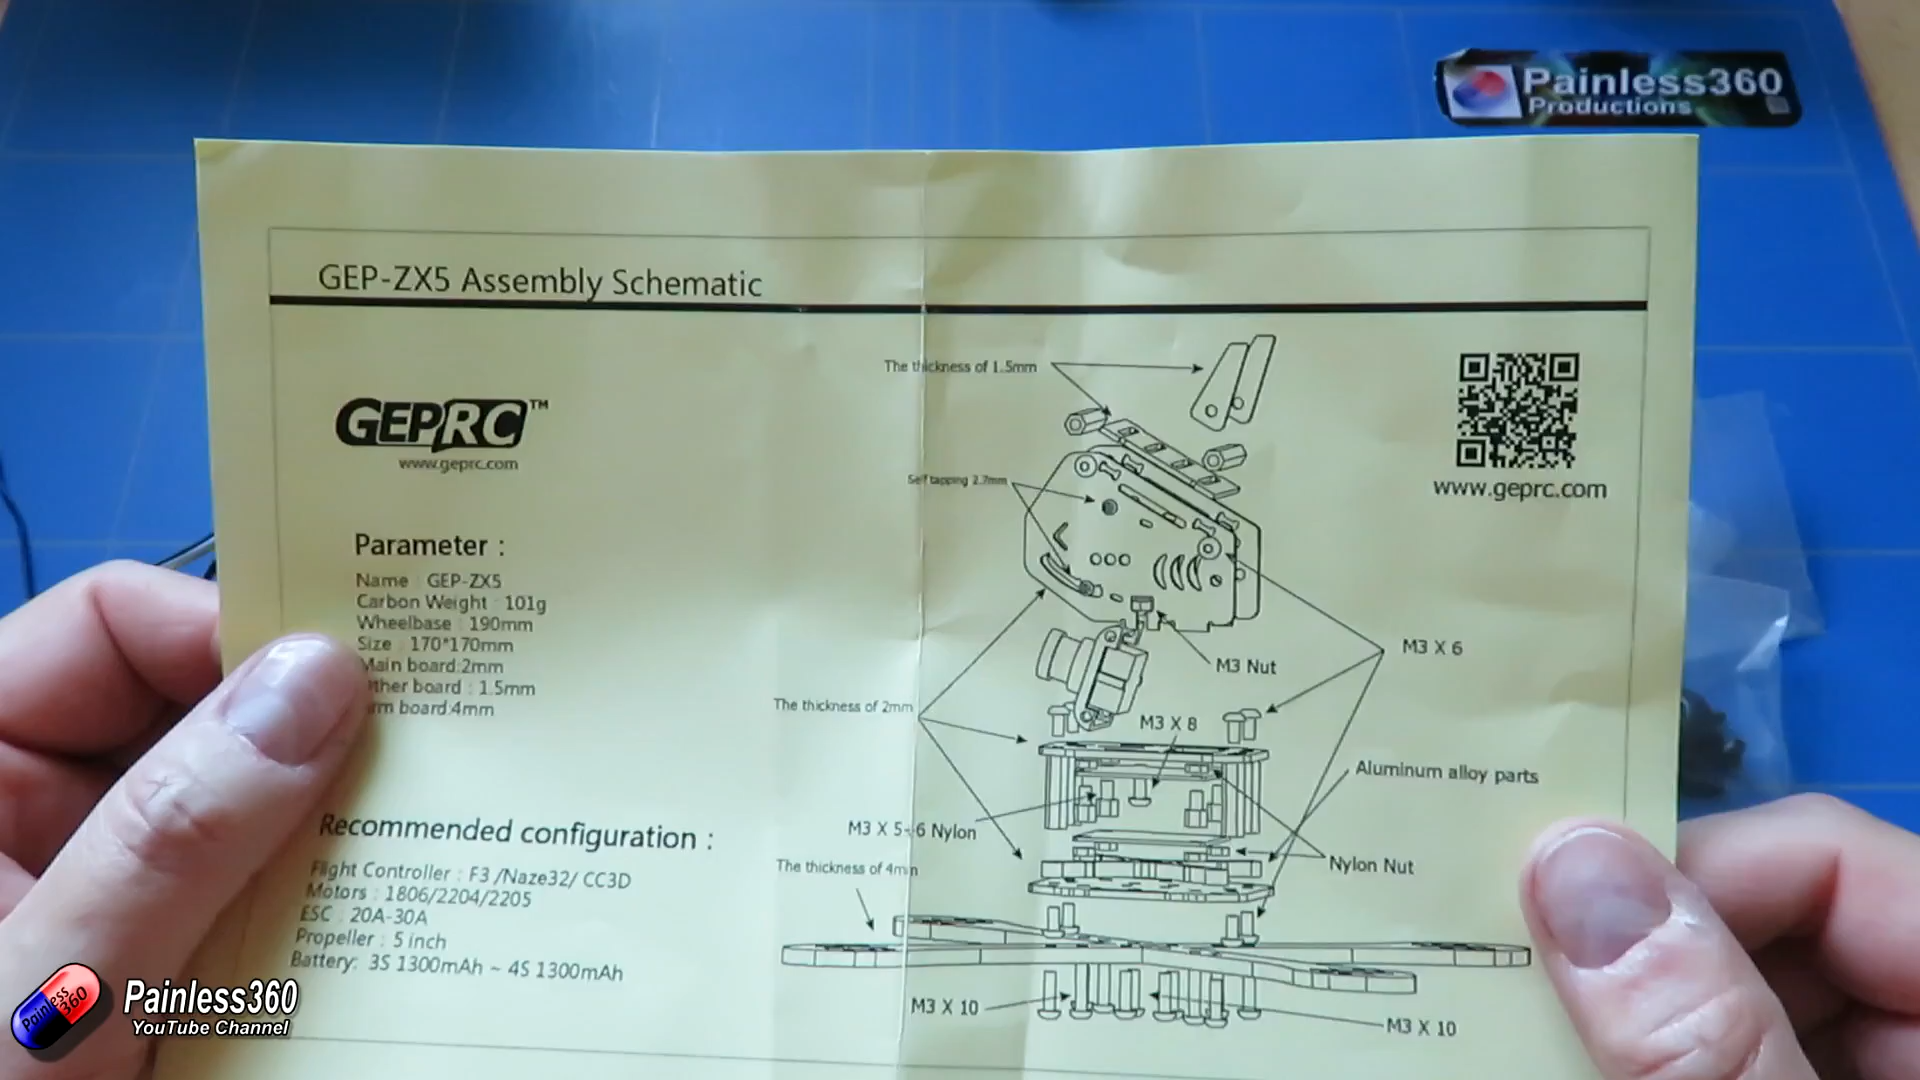 Painless360
Productions
GEP-ZX5 Assembly Schematic
GEPRC™
www.geprc.com
Parameter :
Name : GEP-ZX5
Carbon Weight : 101g
Wheelbase : 190mm
Size : 170*170mm
Main board:2mm
ther board : 1.5mm
rm board:4mm
Recommended configuration :
Flight Controller : F3 /Naze32/ CC3D
Motors : 1806/2204/2205
ESC : 20A-30A
Propeller : 5 inch
Battery: 3S 1300mAh ~ 4S 1300mAh
The thickness of 1.5mm
Self tapping 2.7mm
M3 Nut
M3 X 6
The thickness of 2mm
M3 X 8
Aluminum alloy parts
M3 X 5+6 Nylon
Nylon Nut
The thickness of 4mm
M3 X 10
M3 X 10
www.geprc.com
Painless
360
Painless360
YouTube Channel